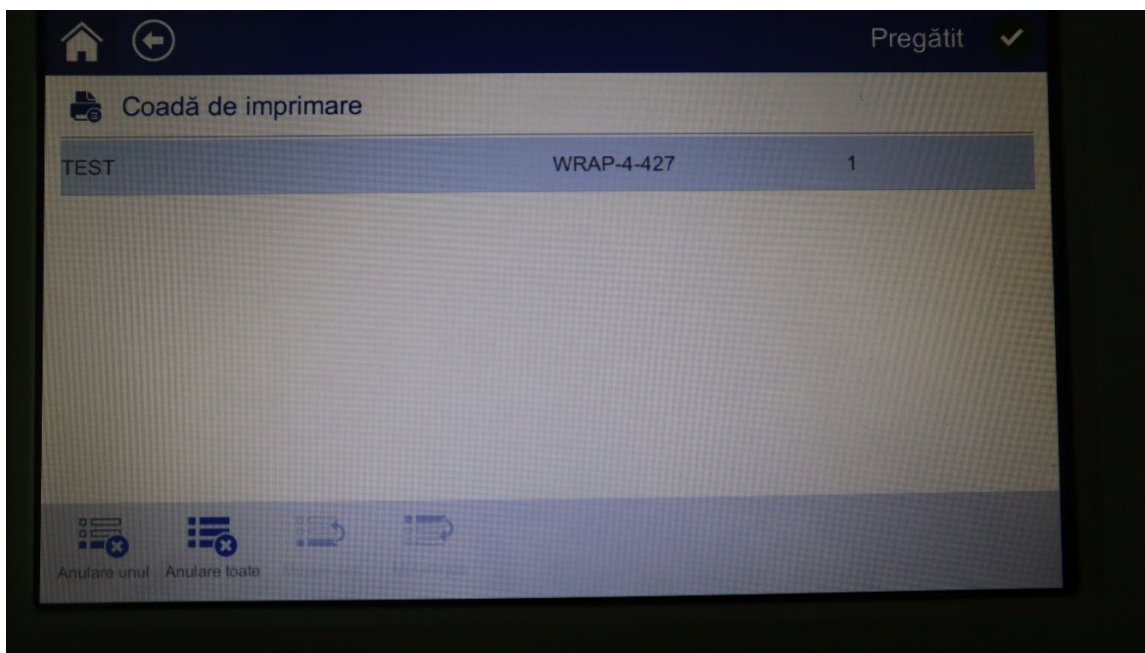 Pregătit
Coadă de imprimare
TEST WRAP-4-427 1
Anulare unul Anulare toate